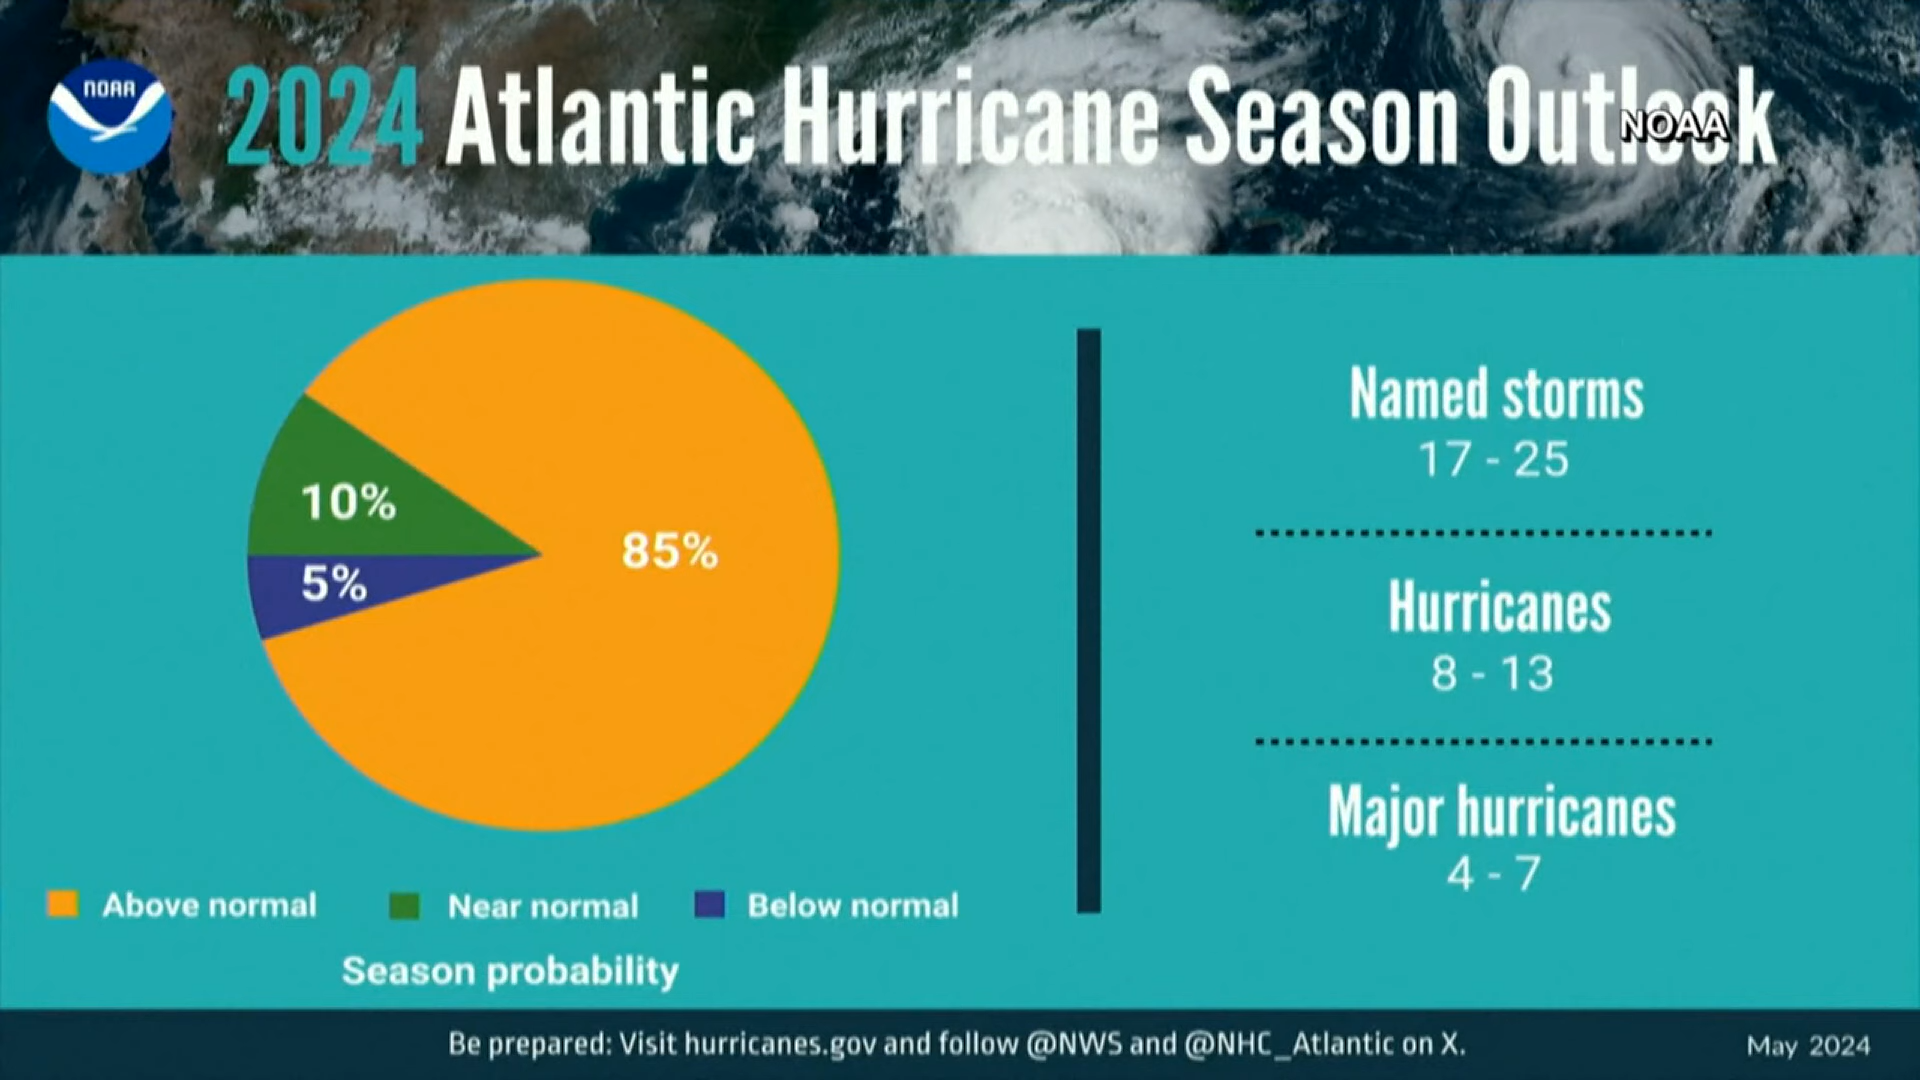 NOAA
2024 Atlantic Hurricane Season Outlook
NOAA
10%
5%
85%
Above normal
Near normal
Below normal
Season probability
Named storms
17 - 25
Hurricanes
8 - 13
Major hurricanes
4 - 7
Be prepared: Visit hurricanes.gov and follow @NWS and @NHC_Atlantic on X.
May 2024